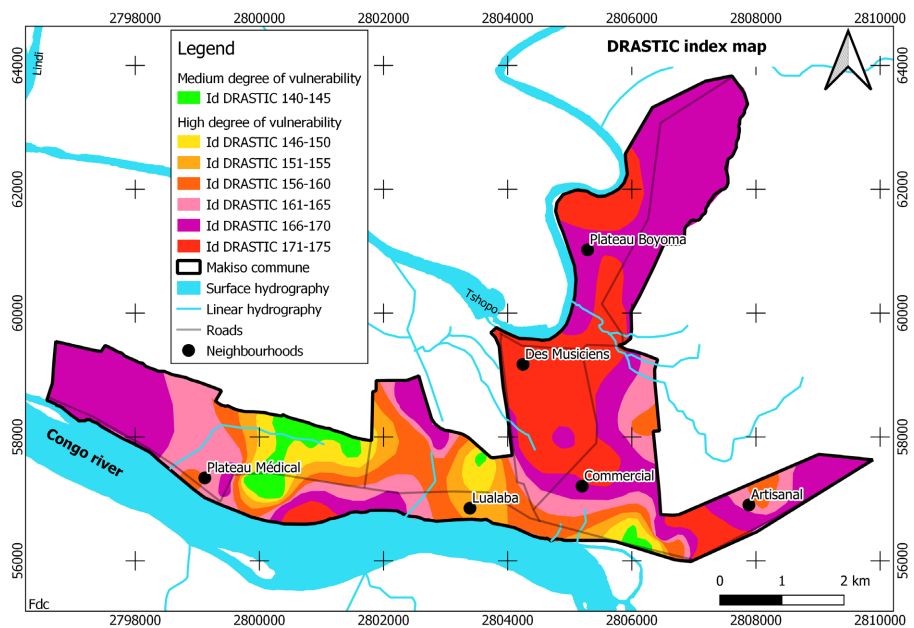 2798000 2800000 2802000 2804000 2806000 2808000 2810000
DRASTIC index map
Legend
Medium degree of vulnerability
Id DRASTIC 140-145
High degree of vulnerability
Id DRASTIC 146-150
Id DRASTIC 151-155
Id DRASTIC 156-160
Id DRASTIC 161-165
Id DRASTIC 166-170
Id DRASTIC 171-175
Makiso commune
Surface hydrography
Linear hydrography
Roads
Neighbourhoods
Lindi
64000
64000
62000
62000
60000
60000
58000
58000
56000
56000
Plateau Boyoma
Tshopo
Des Musiciens
Congo river
Plateau Médical
Commercial
Lualaba
Artisanal
0 1 2 km
Fdc
2798000 2800000 2802000 2804000 2806000 2808000 2810000